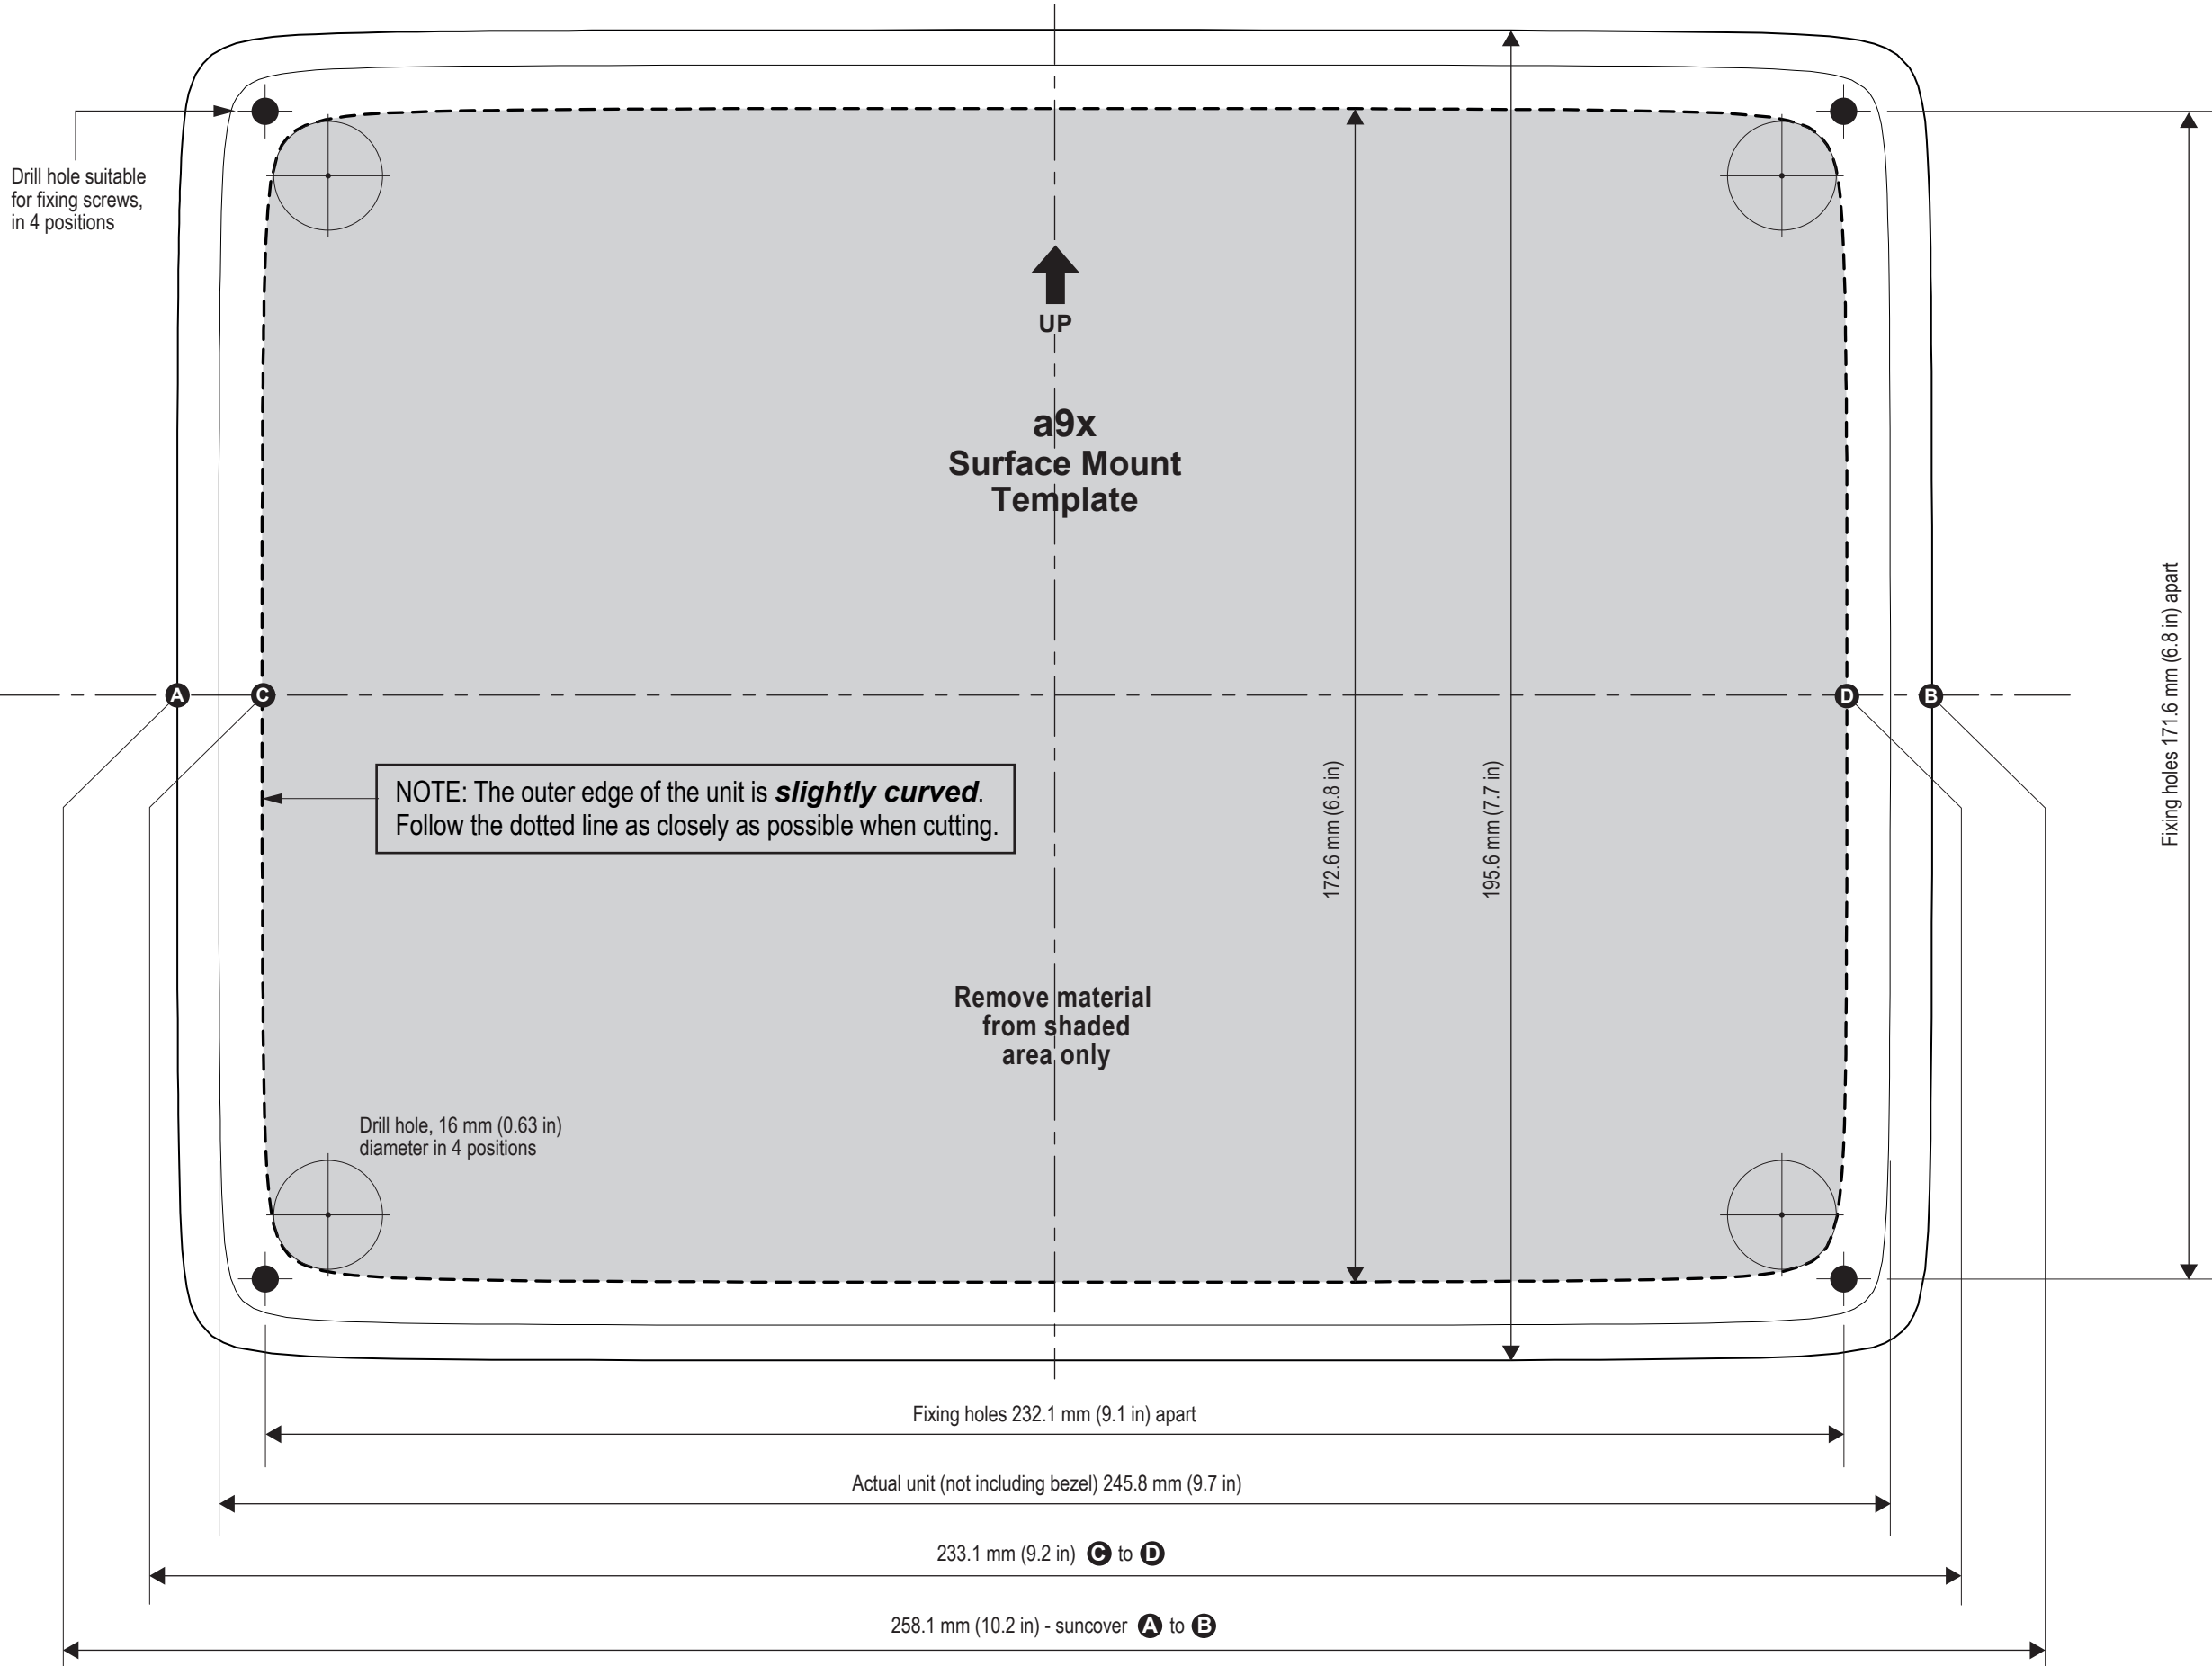 Drill hole suitable
for fixing screws,
in 4 positions
UP
a9x
Surface Mount
Template
Fixing holes 171.6 mm (6.8 in) apart
A
C
D
B
NOTE: The outer edge of the unit is slightly curved.
Follow the dotted line as closely as possible when cutting.
172.6 mm (6.8 in)
195.6 mm (7.7 in)
Remove material
from shaded
area only
Drill hole, 16 mm (0.63 in)
diameter in 4 positions
Fixing holes 232.1 mm (9.1 in) apart
Actual unit (not including bezel) 245.8 mm (9.7 in)
233.1 mm (9.2 in) C to D
258.1 mm (10.2 in) - suncover A to B